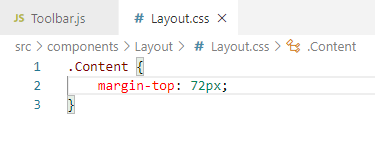 JS Toolbar.js # Layout.css ×
src > components > Layout > # Layout.css > .Content
1 .Content {
2 margin-top: 72px;
3 }